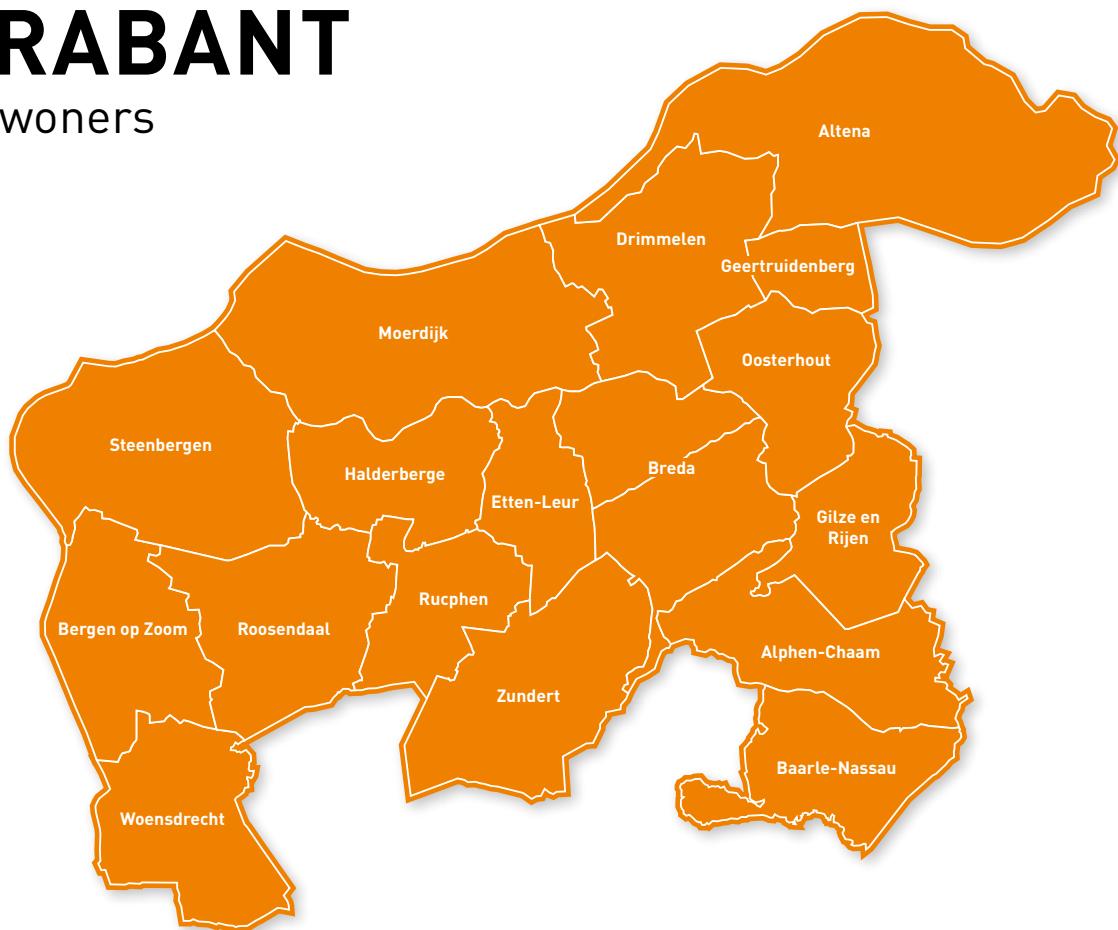 RABANT
woners
Altena
Drimmelen
Geertruidenberg
Moerdijk
Oosterhout
Steenbergen
Halderberge
Breda
Etten-Leur
Gilze en
Rijen
Rucphen
Bergen op Zoom
Roosendaal
Alphen-Chaam
Zundert
Baarle-Nassau
Woensdrecht